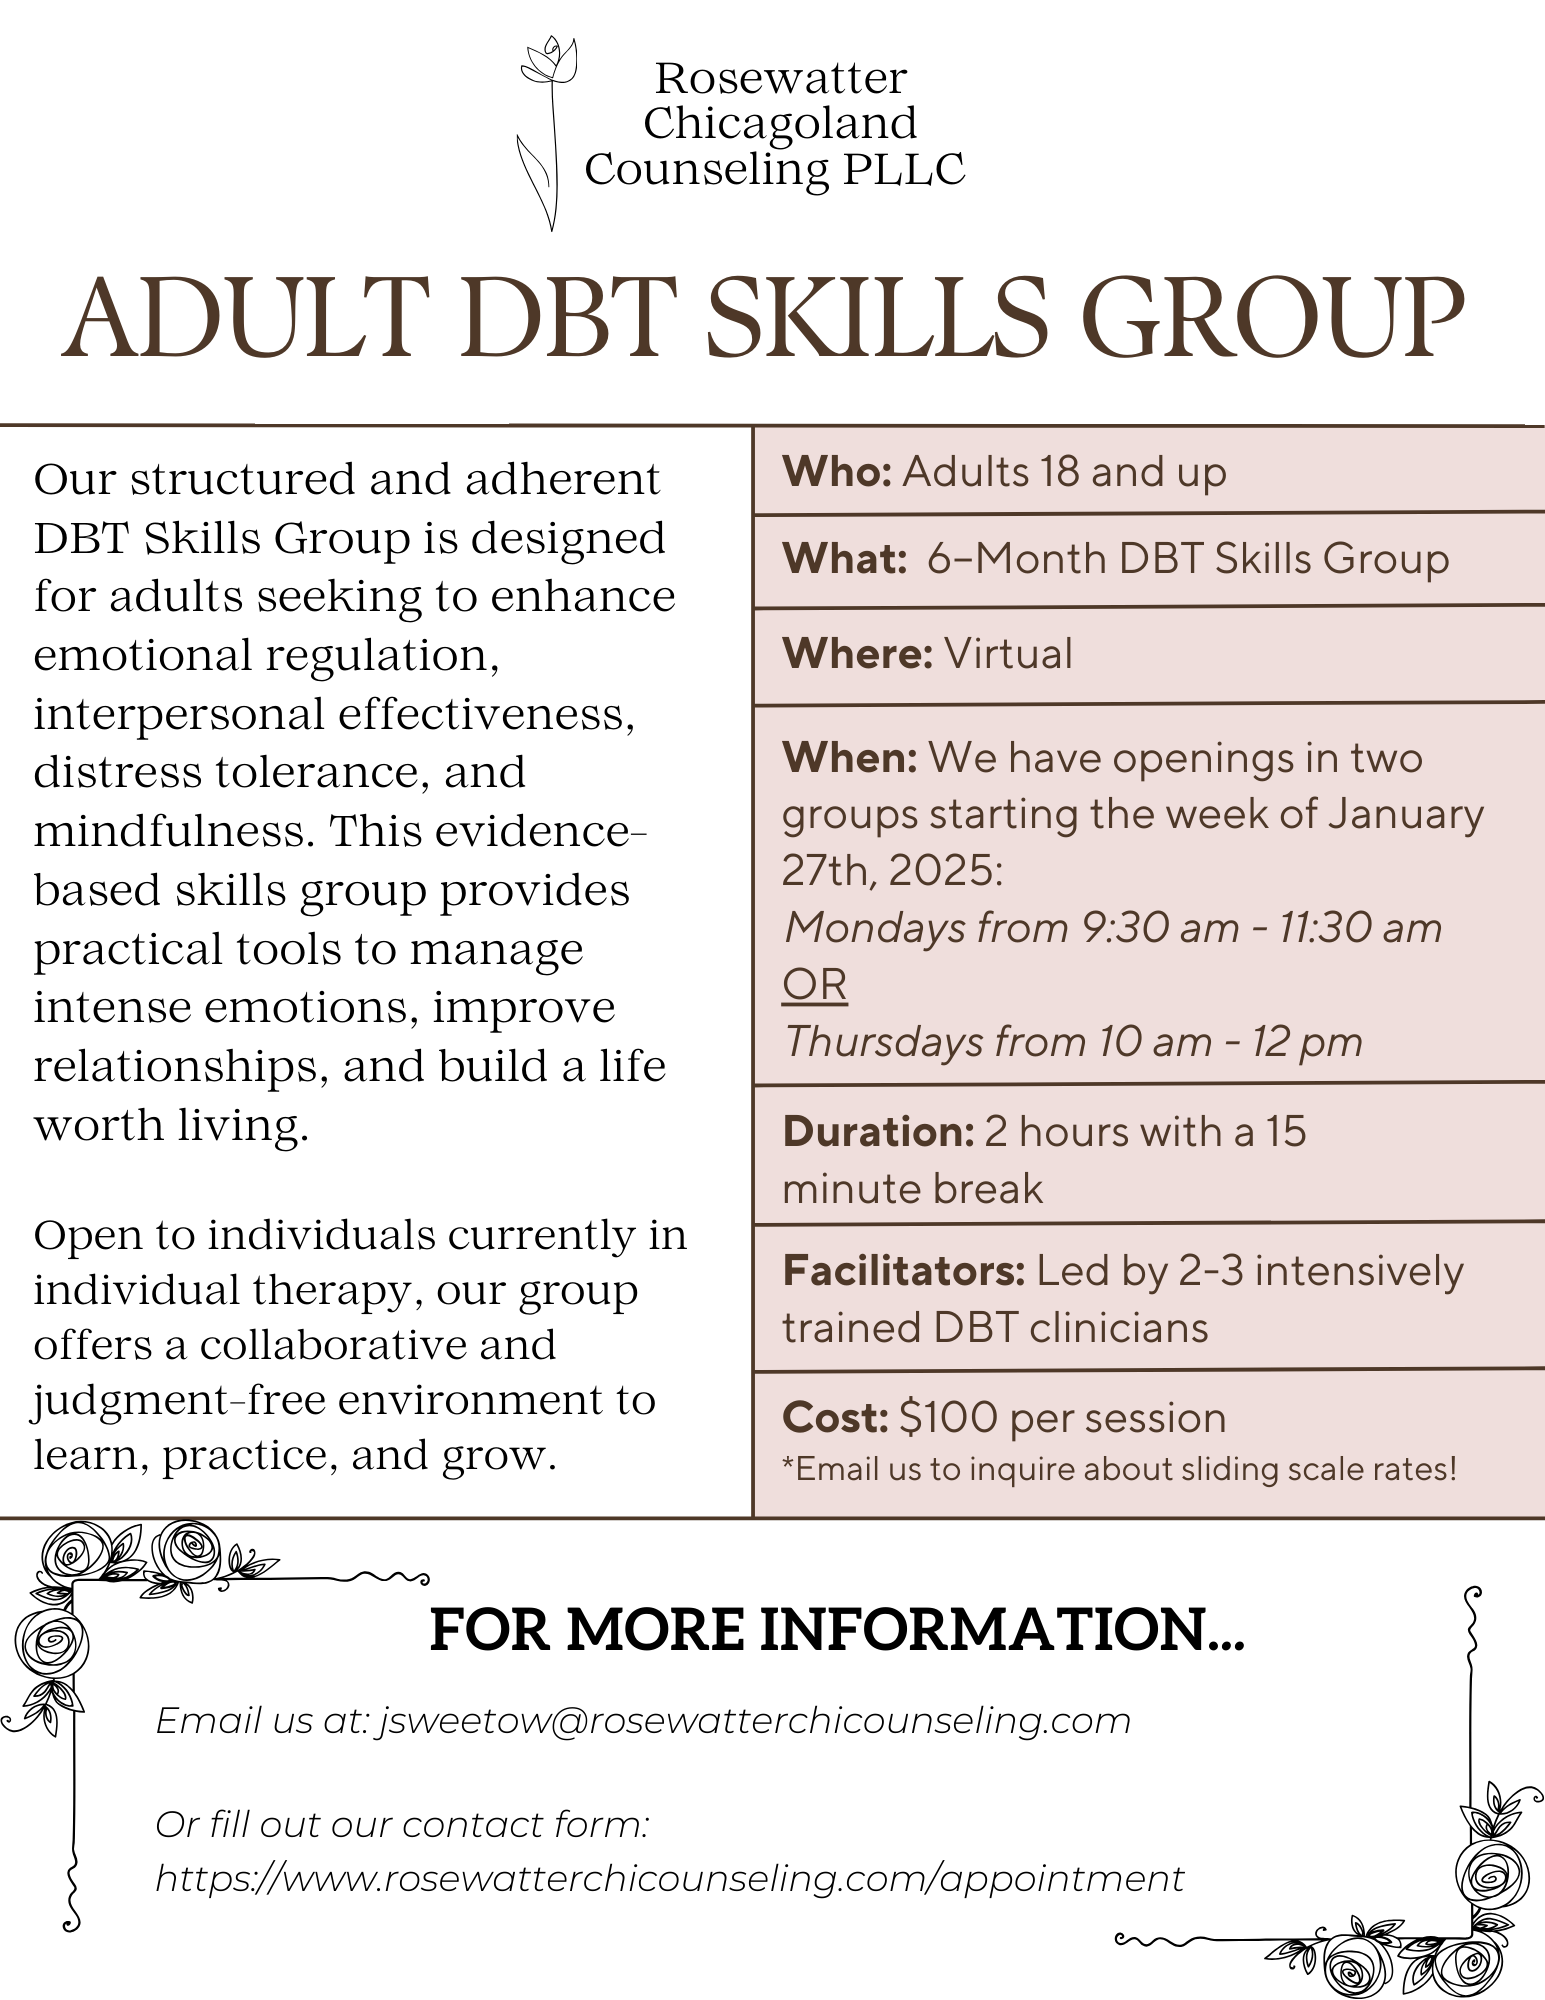 Rosewatter
Chicagoland
Counseling PLLC
ADULT DBT SKILLS GROUP
Our structured and adherent
DBT Skills Group is designed
for adults seeking to enhance
emotional regulation,
interpersonal effectiveness,
distress tolerance, and
mindfulness. This evidence-
based skills group provides
practical tools to manage
intense emotions, improve
relationships, and build a life
worth living.
Open to individuals currently in
individual therapy, our group
offers a collaborative and
judgment-free environment to
learn, practice, and grow.
Who: Adults 18 and up
What: 6-Month DBT Skills Group
Where: Virtual
When: We have openings in two
groups starting the week of January
27th, 2025:
Mondays from 9:30 am - 11:30 am
OR
Thursdays from 10 am - 12 pm
Duration: 2 hours with a 15
minute break
Facilitators: Led by 2-3 intensively
trained DBT clinicians
Cost: $100 per session
*Email us to inquire about sliding scale rates!
FOR MORE INFORMATION...
Email us at: jsweetow@rosewatterchicounseling.com
Or fill out our contact form:
https://www.rosewatterchicounseling.com/appointment